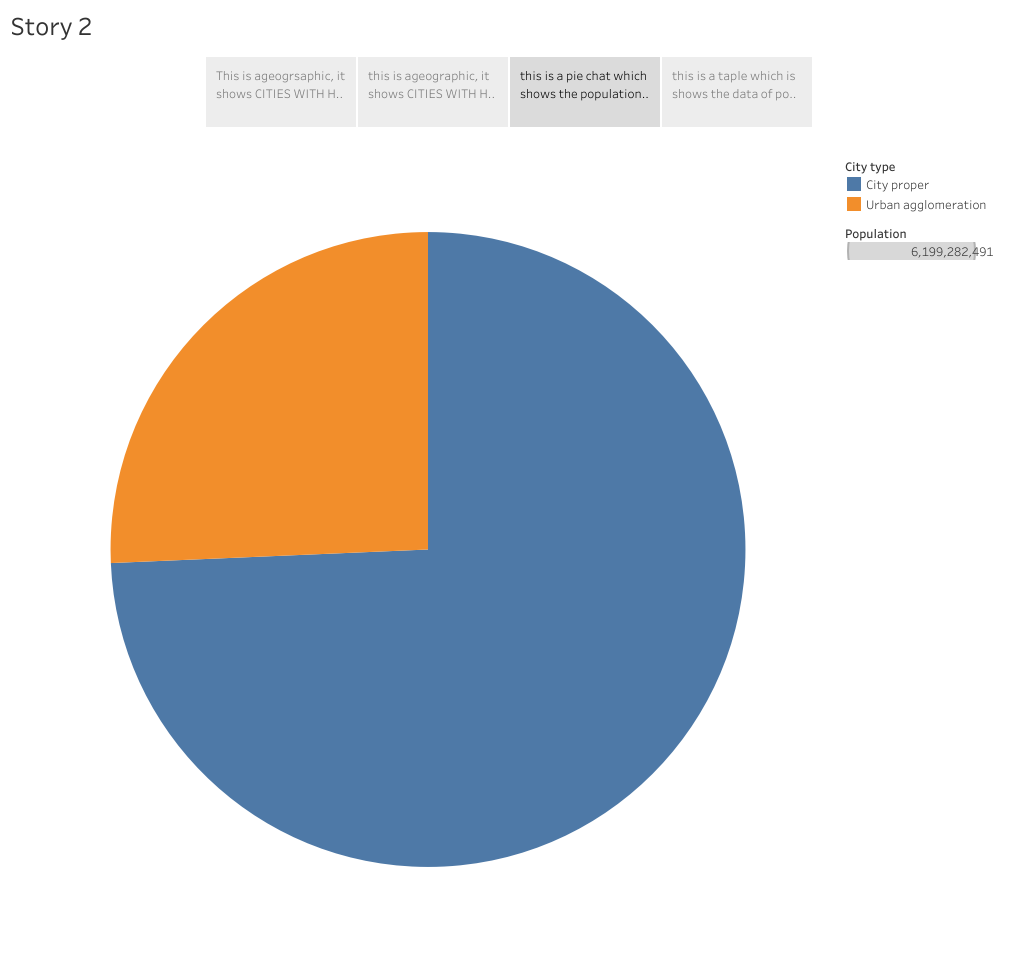 Story 2
This is ageogrsaphic, it
shows CITIES WITH H..
this is ageographic, it
shows CITIES WITH H..
this is a pie chat which
shows the population..
this is a taple which is
shows the data of po..
City type
City proper
Urban agglomeration
Population
6,199,282,491